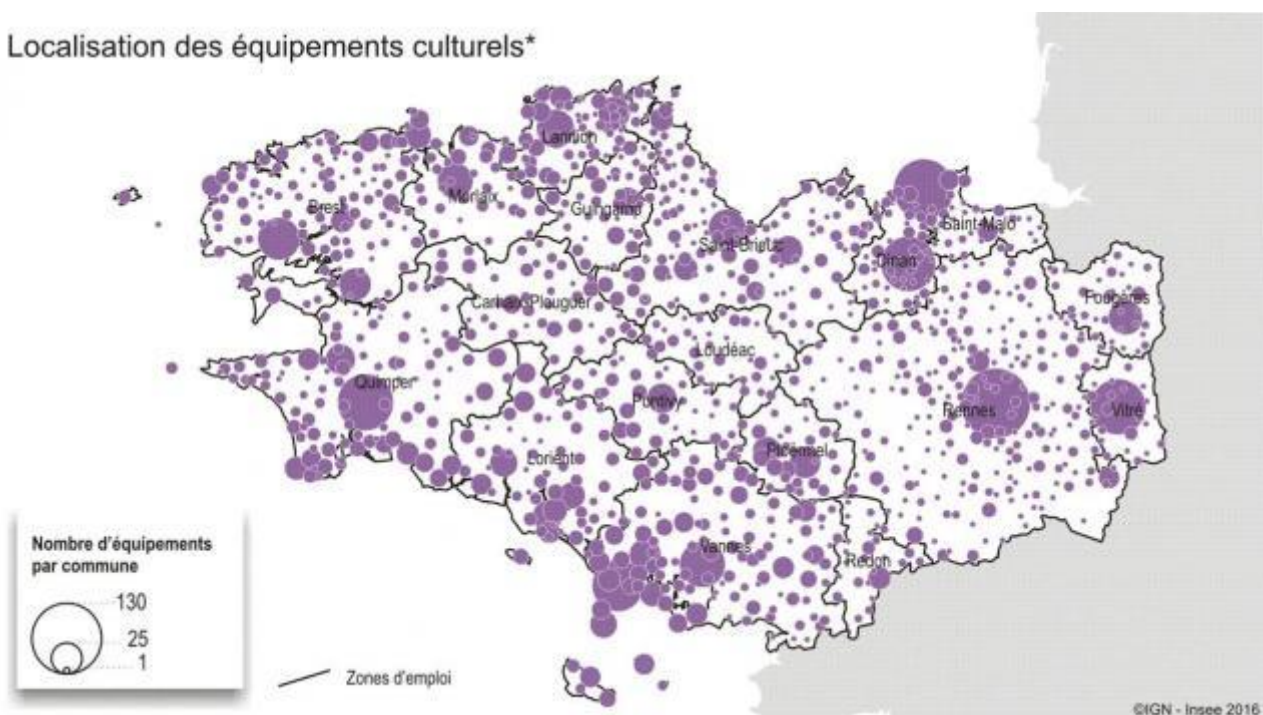 Localisation des équipements culturels*
Lannion
Morlaix
Brest
Guingamp
Saint-Brieuc
Saint-Malo
Dinan
Fougères
Carhaix-Plouguer
Loudéac
Quimper
Pontivy
Rennes
Vitré
Ploërmel
Lorient
Vannes
Redon
Nombre d'équipements
par commune
130
25
1
Zones d'emploi
©IGN - Insee 2016